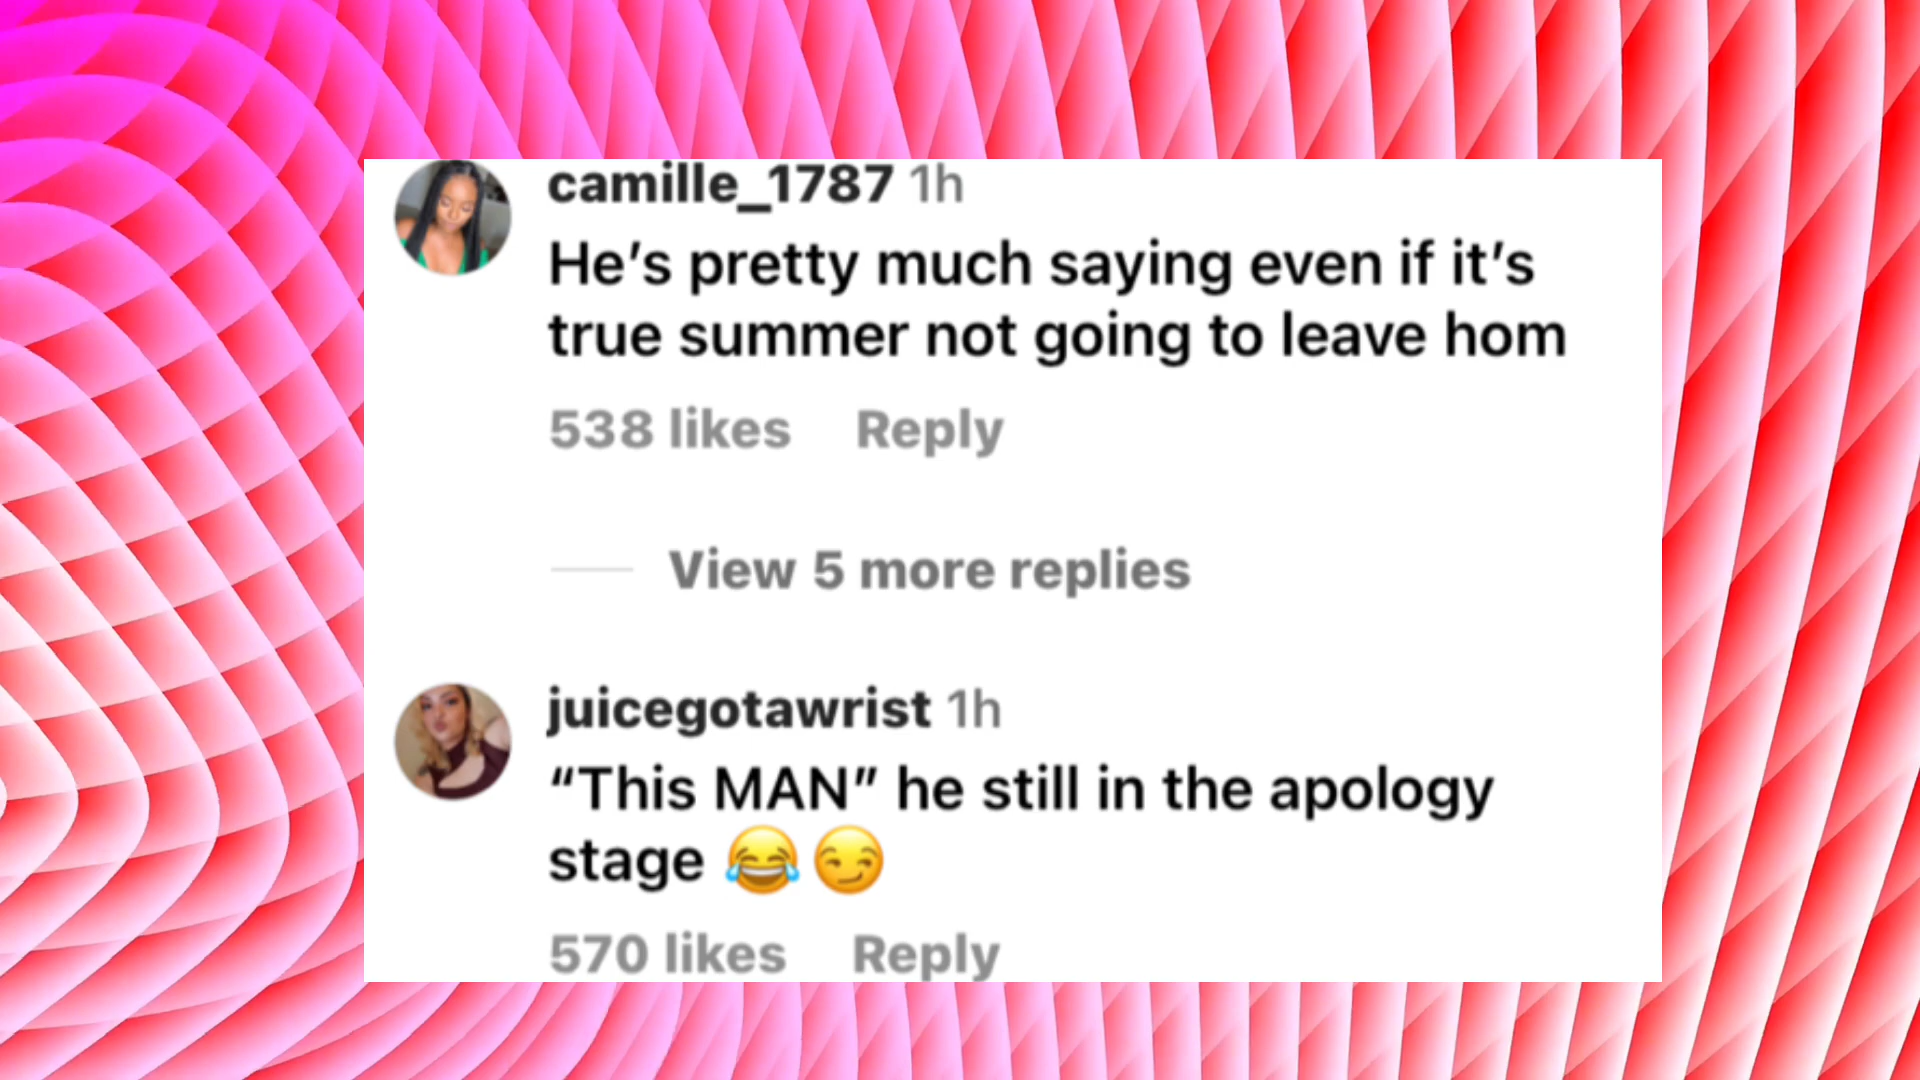 camille_1787 1h
He’s pretty much saying even if it’s
true summer not going to leave hom
538 likes Reply
View 5 more replies
juicegotawrist 1h
“This MAN” he still in the apology
stage 😂😏
570 likes Reply